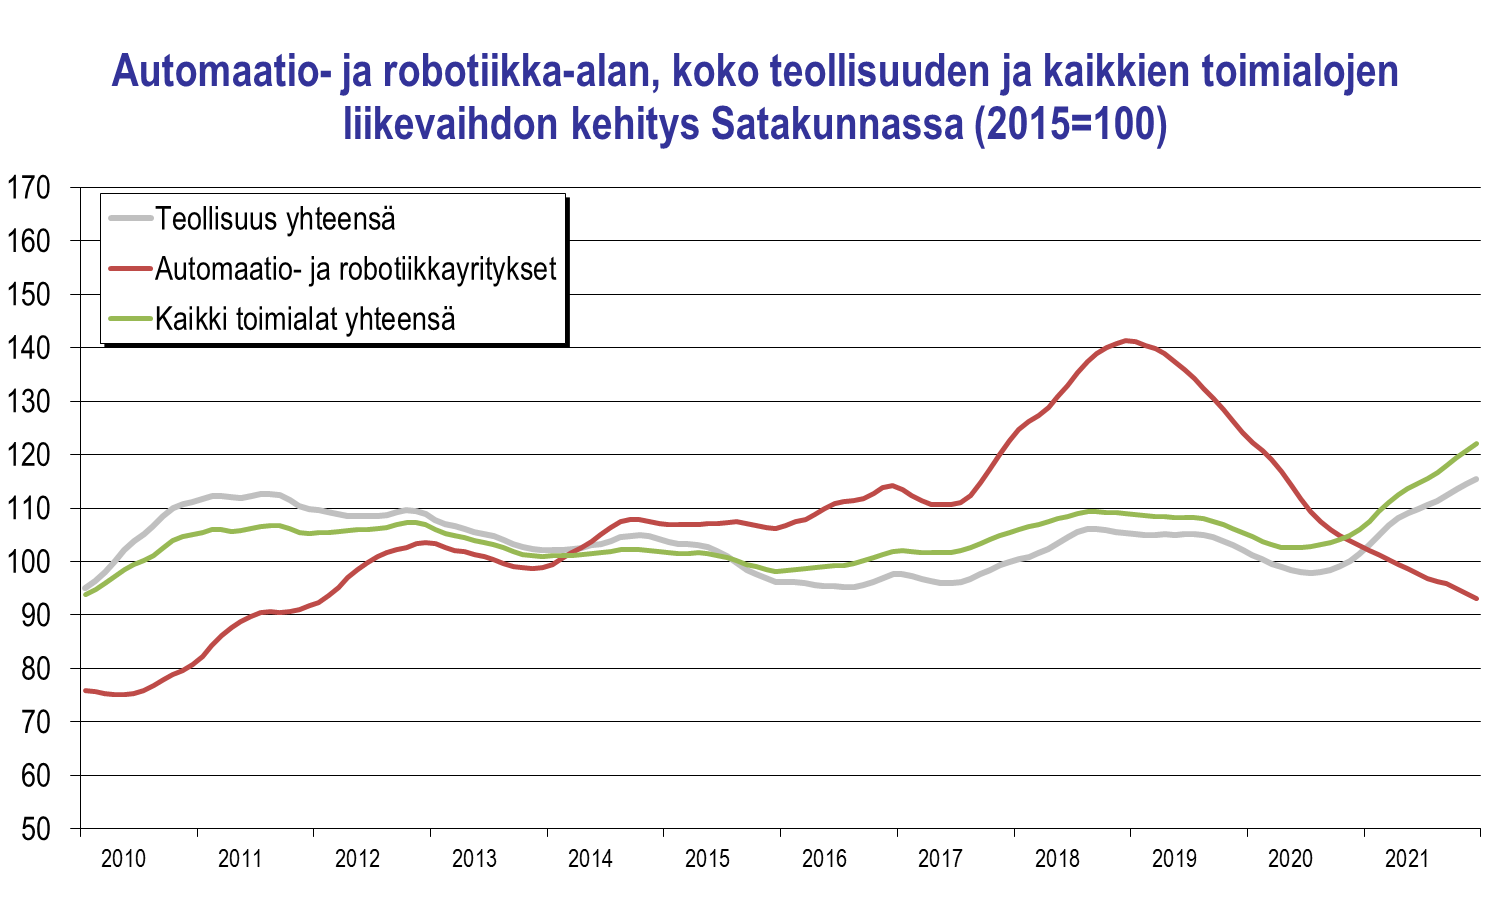 Automaatio- ja robotiikka-alan, koko teollisuuden ja kaikkien toimialojen
liikevaihdon kehitys Satakunnassa (2015=100)
170
160
150
140
130
120
110
100
90
80
70
60
50
Teollisuus yhteensä
Automaatio- ja robotiikkayritykset
Kaikki toimialat yhteensä
2010 2011 2012 2013 2014 2015 2016 2017 2018 2019 2020 2021